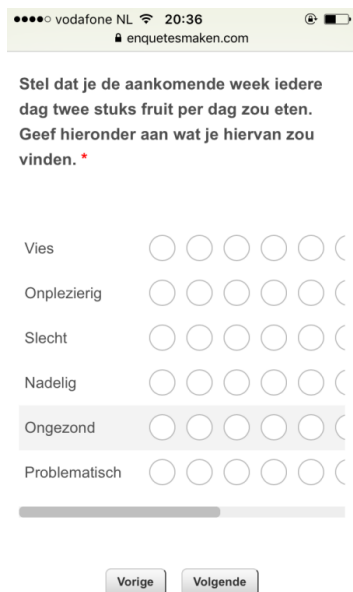 vodafone NL 20:36
enquetesmaken.com
Stel dat je de aankomende week iedere
dag twee stuks fruit per dag zou eten.
Geef hieronder aan wat je hiervan zou
vinden. *
Vies
Onplezierig
Slecht
Nadelig
Ongezond
Problematisch
Vorige Volgende